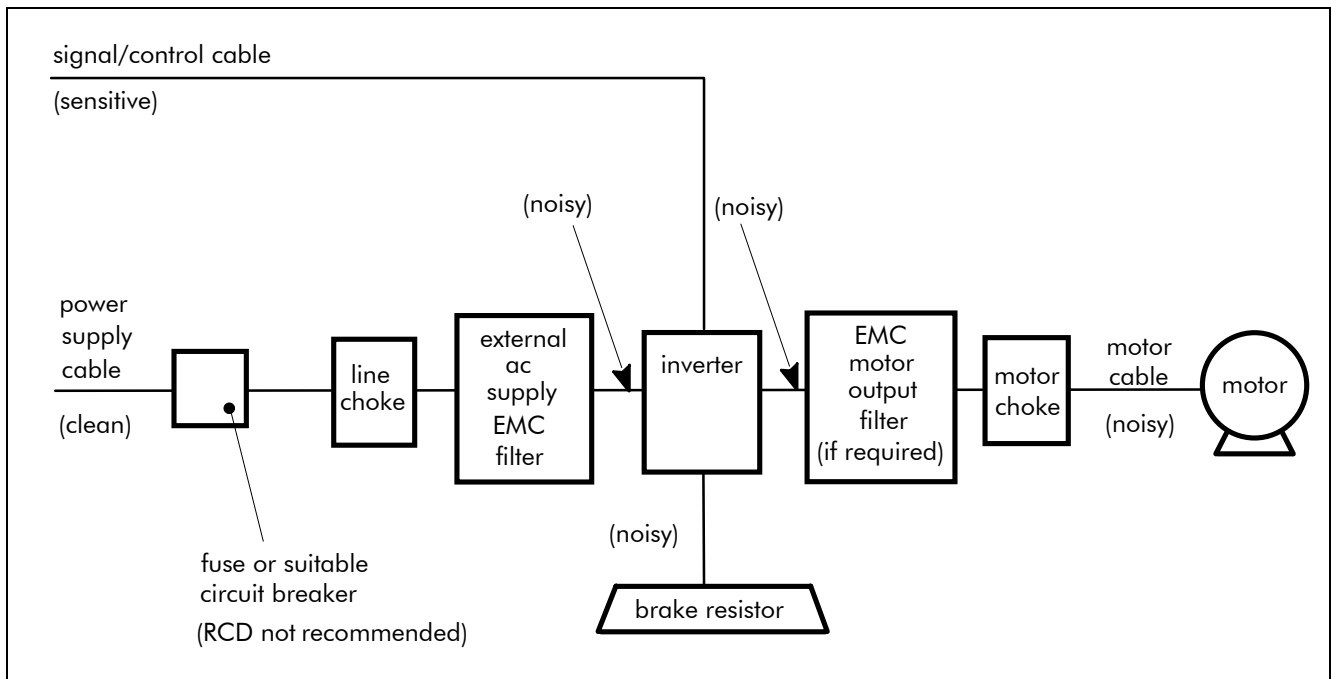 signal/control cable
(sensitive)
(noisy)
(noisy)
power
supply
cable
(clean)
line
choke
external
ac
supply
EMC
filter
inverter
EMC
motor
output
filter
(if required)
motor
choke
motor
cable
(noisy)
motor
(noisy)
fuse or suitable
circuit breaker
(RCD not recommended)
brake resistor